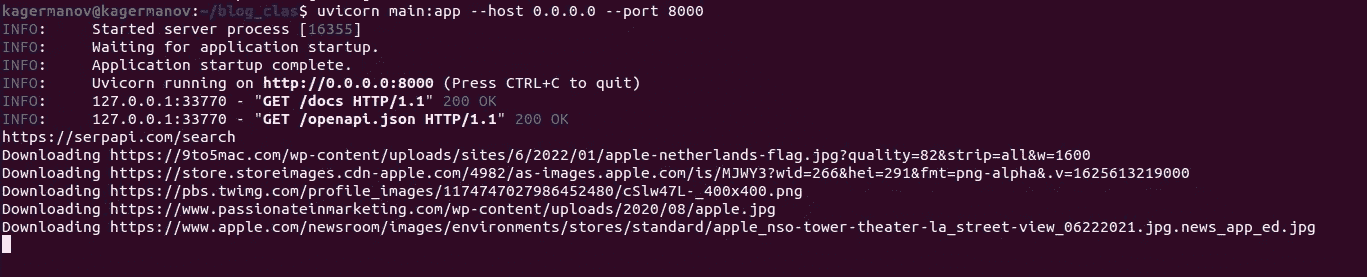 kagermanov@kagermanov:~/blog_clas$ uvicorn main:app --host 0.0.0.0 --port 8000
INFO:     Started server process [16355]
INFO:     Waiting for application startup.
INFO:     Application startup complete.
INFO:     Uvicorn running on http://0.0.0.0:8000 (Press CTRL+C to quit)
INFO:     127.0.0.1:33770 - "GET /docs HTTP/1.1" 200 OK
INFO:     127.0.0.1:33770 - "GET /openapi.json HTTP/1.1" 200 OK
https://serpapi.com/search
Downloading https://9to5mac.com/wp-content/uploads/sites/6/2022/01/apple-netherlands-flag.jpg?quality=82&strip=all&w=1600
Downloading https://store.storeimages.cdn-apple.com/4982/as-images.apple.com/is/MJWY3?wid=266&hei=291&fmt=png-alpha&.v=1625613219000
Downloading https://pbs.twimg.com/profile_images/1174747027986452480/cSlw47L-_400x400.png
Downloading https://www.passionateinmarketing.com/wp-content/uploads/2020/08/apple.jpg
Downloading https://www.apple.com/newsroom/images/environments/stores/standard/apple_nso-tower-theater-la_street-view_06222021.jpg.news_app_ed.jpg